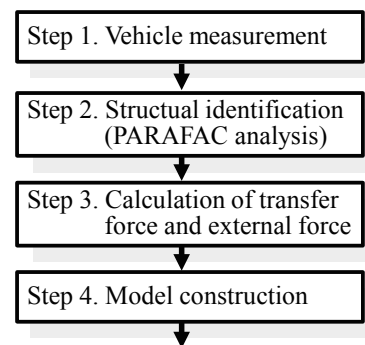 Step 1. Vehicle measurement
Step 2. Structual identification
(PARAFAC analysis)
Step 3. Calculation of transfer
force and external force
Step 4. Model construction